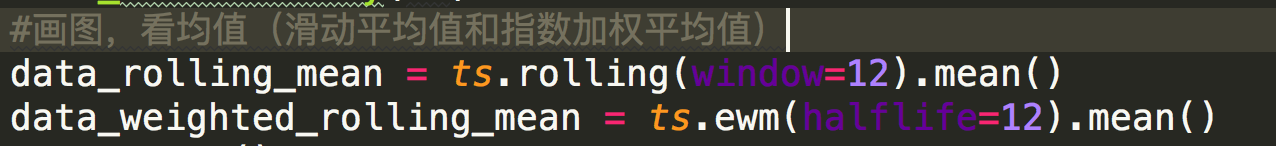 #画图，看均值（滑动平均值和指数加权平均值）
data_rolling_mean = ts.rolling(window=12).mean()
data_weighted_rolling_mean = ts.ewm(halflife=12).mean()